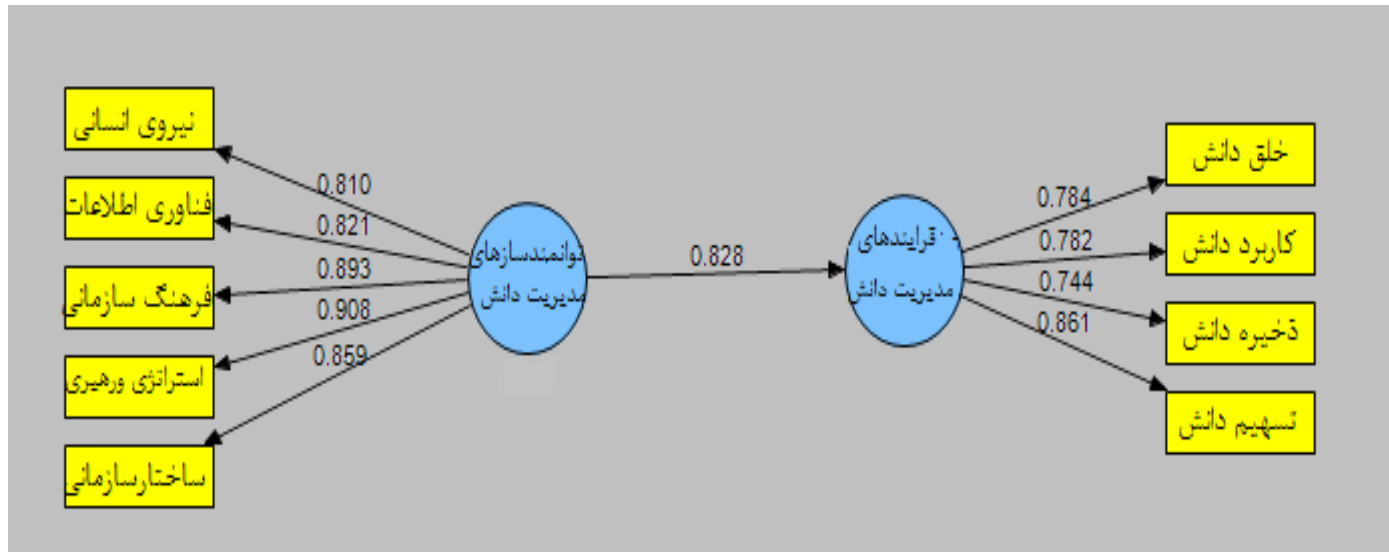 نیروی انسانی
فناوری اطلاعات
فرهنگ سازمانی
استراتژی ورهبری
ساختارسازمانی
0.810
0.821
0.893
0.908
0.859
توانمندسازهای
مدیریت دانش
0.828
فرایندهای
مدیریت دانش
0.784
0.782
0.744
0.861
خلق دانش
کاربرد دانش
ذخیره دانش
تسهیم دانش